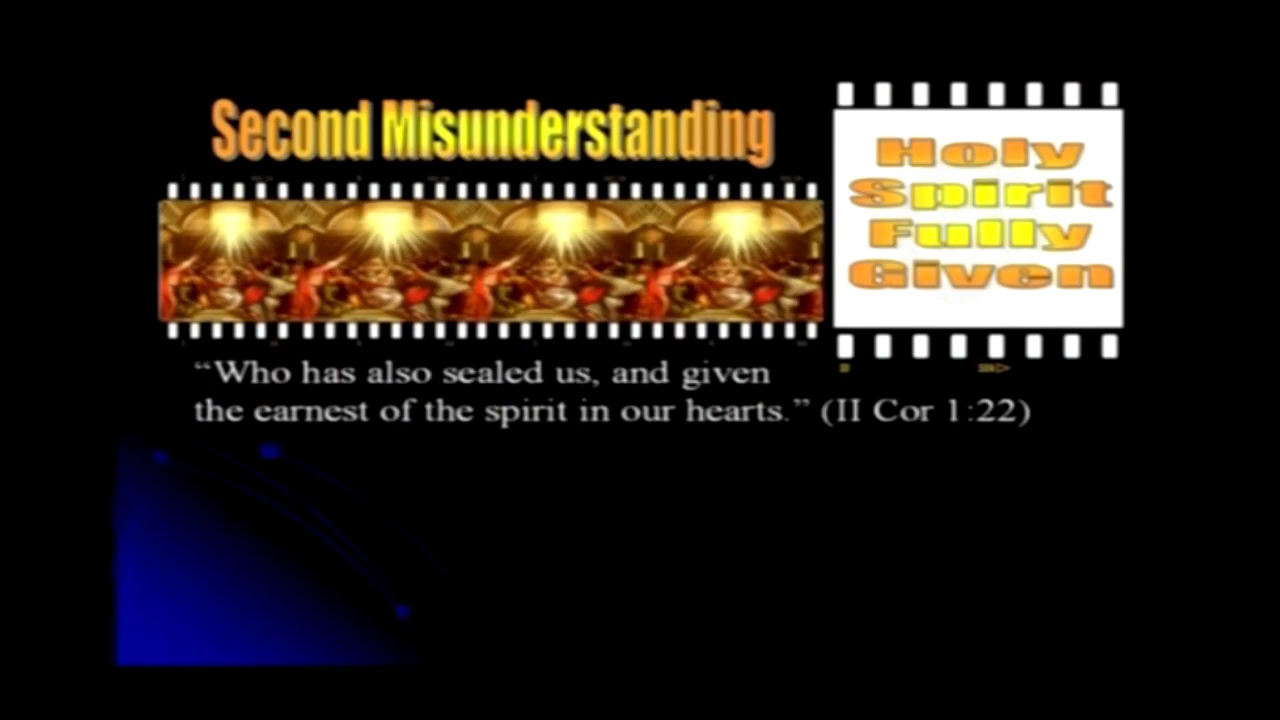 Second Misunderstanding
Holy
Spirit
Fully
Given
“Who has also sealed us, and given
the earnest of the spirit in our hearts.” (II Cor 1:22)